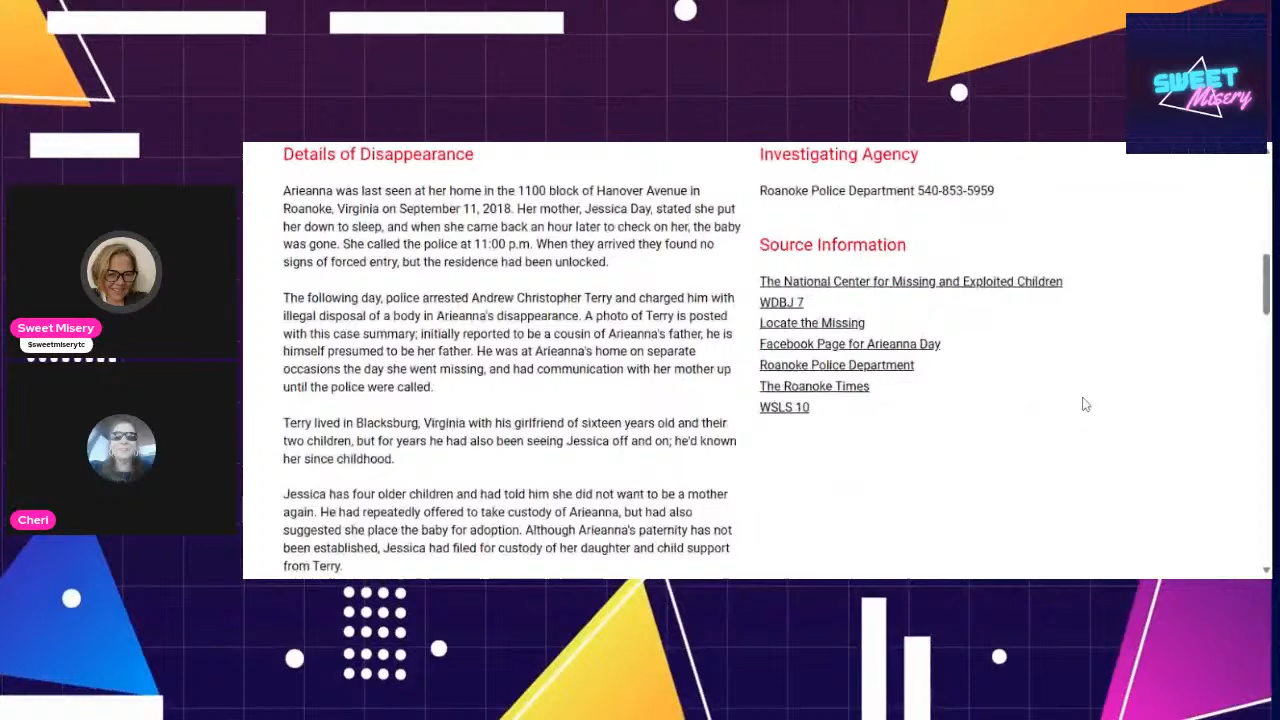 SWEET
Misery
Sweet Misery
$sweetmiserytc
Cheri
Details of Disappearance
Arieanna was last seen at her home in the 1100 block of Hanover Avenue in
Roanoke, Virginia on September 11, 2018. Her mother, Jessica Day, stated she put
her down to sleep, and when she came back an hour later to check on her, the baby
was gone. She called the police at 11:00 p.m. When they arrived they found no
signs of forced entry, but the residence had been unlocked.
The following day, police arrested Andrew Christopher Terry and charged him with
illegal disposal of a body in Arieanna's disappearance. A photo of Terry is posted
with this case summary; initially reported to be a cousin of Arieanna's father, he is
himself presumed to be her father. He was at Arieanna's home on separate
occasions the day she went missing, and had communication with her mother up
until the police were called.
Terry lived in Blacksburg, Virginia with his girlfriend of sixteen years old and their
two children, but for years he had also been seeing Jessica off and on; he'd known
her since childhood.
Jessica has four older children and had told him she did not want to be a mother
again. He had repeatedly offered to take custody of Arieanna, but had also
suggested she place the baby for adoption. Although Arieanna's paternity has not
been established, Jessica had filed for custody of her daughter and child support
from Terry.
Investigating Agency
Roanoke Police Department 540-853-5959
Source Information
The National Center for Missing and Exploited Children
WDBJ 7
Locate the Missing
Facebook Page for Arieanna Day
Roanoke Police Department
The Roanoke Times
WSLS 10